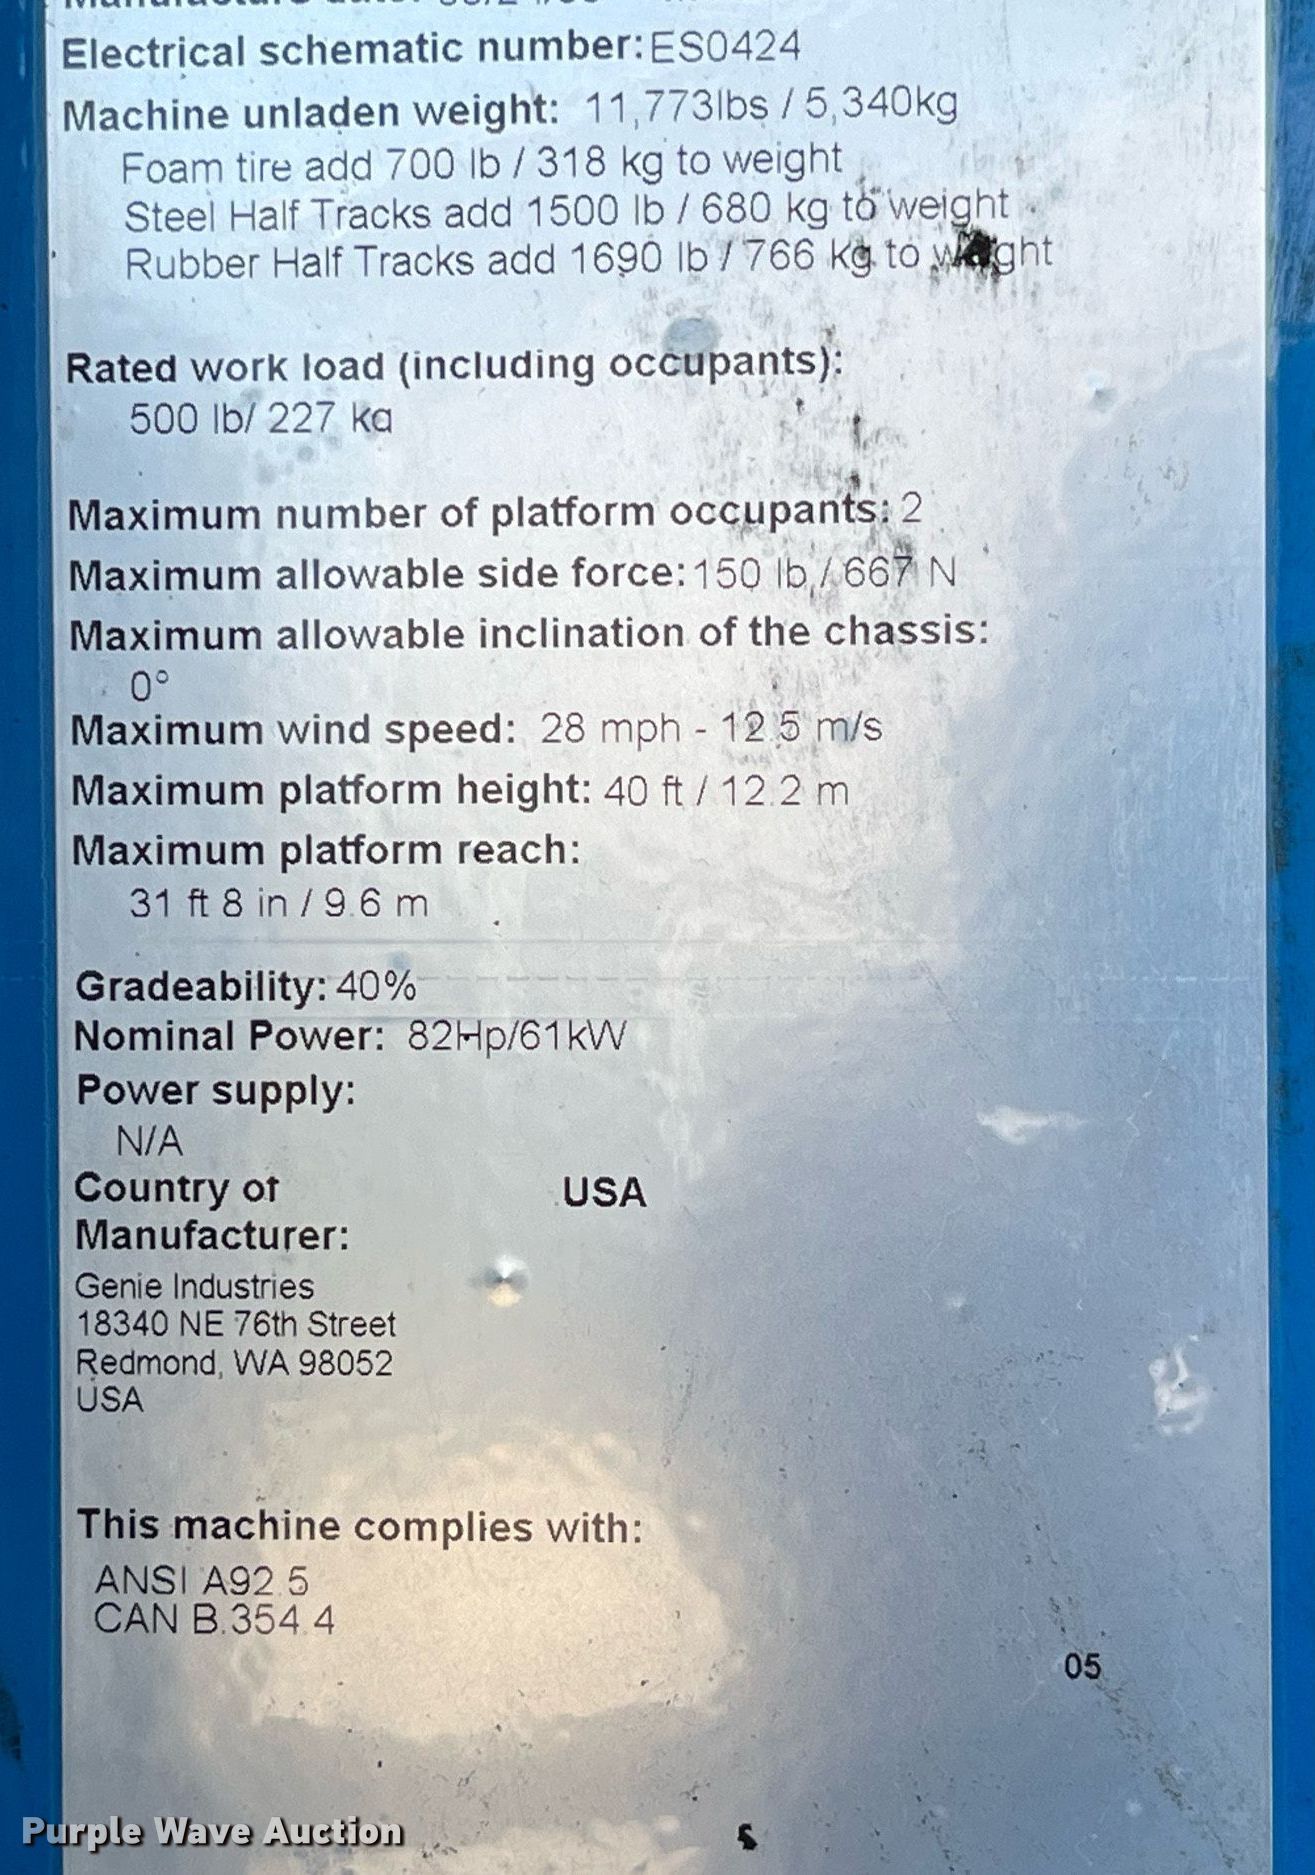 Electrical schematic number: ES0424
Machine unladen weight: 11,773lbs / 5,340kg
Foam tire add 700 lb / 318 kg to weight
Steel Half Tracks add 1500 lb / 680 kg to weight
Rubber Half Tracks add 1690 lb / 766 kg to weight
Rated work load (including occupants):
500 lb/ 227 kg
Maximum number of platform occupants: 2
Maximum allowable side force: 150 lb / 667 N
Maximum allowable inclination of the chassis:
0°
Maximum wind speed: 28 mph - 12.5 m/s
Maximum platform height: 40 ft / 12.2 m
Maximum platform reach:
31 ft 8 in / 9.6 m
Gradeability: 40%
Nominal Power: 82Hp/61kW
Power supply:
N/A
Country of USA
Manufacturer:
Genie Industries
18340 NE 76th Street
Redmond, WA 98052
USA
This machine complies with:
ANSI A92.5
CAN B.354.4
05
Purple Wave Auction